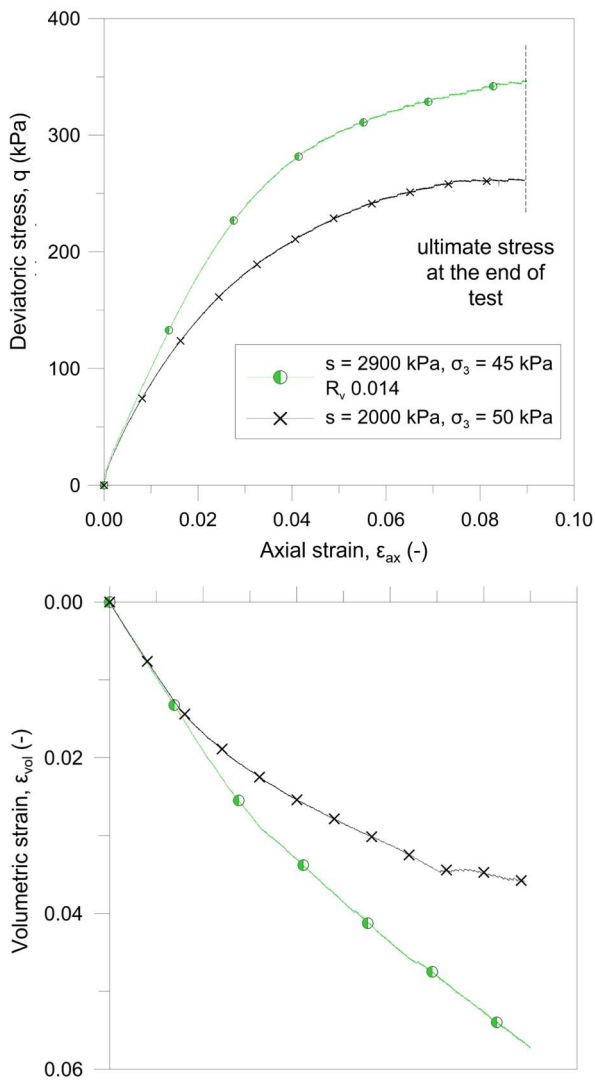 400
300
200
100
0
Deviatoric stress, q (kPa)
ultimate stress
at the end of
test
s = 2900 kPa, σ₃ = 45 kPa
Rᵥ 0.014
s = 2000 kPa, σ₃ = 50 kPa
0.00 0.02 0.04 0.06 0.08 0.10
Axial strain, εₐₓ (-)
0.00
0.02
0.04
0.06
Volumetric strain, εᵥₒₗ (-)